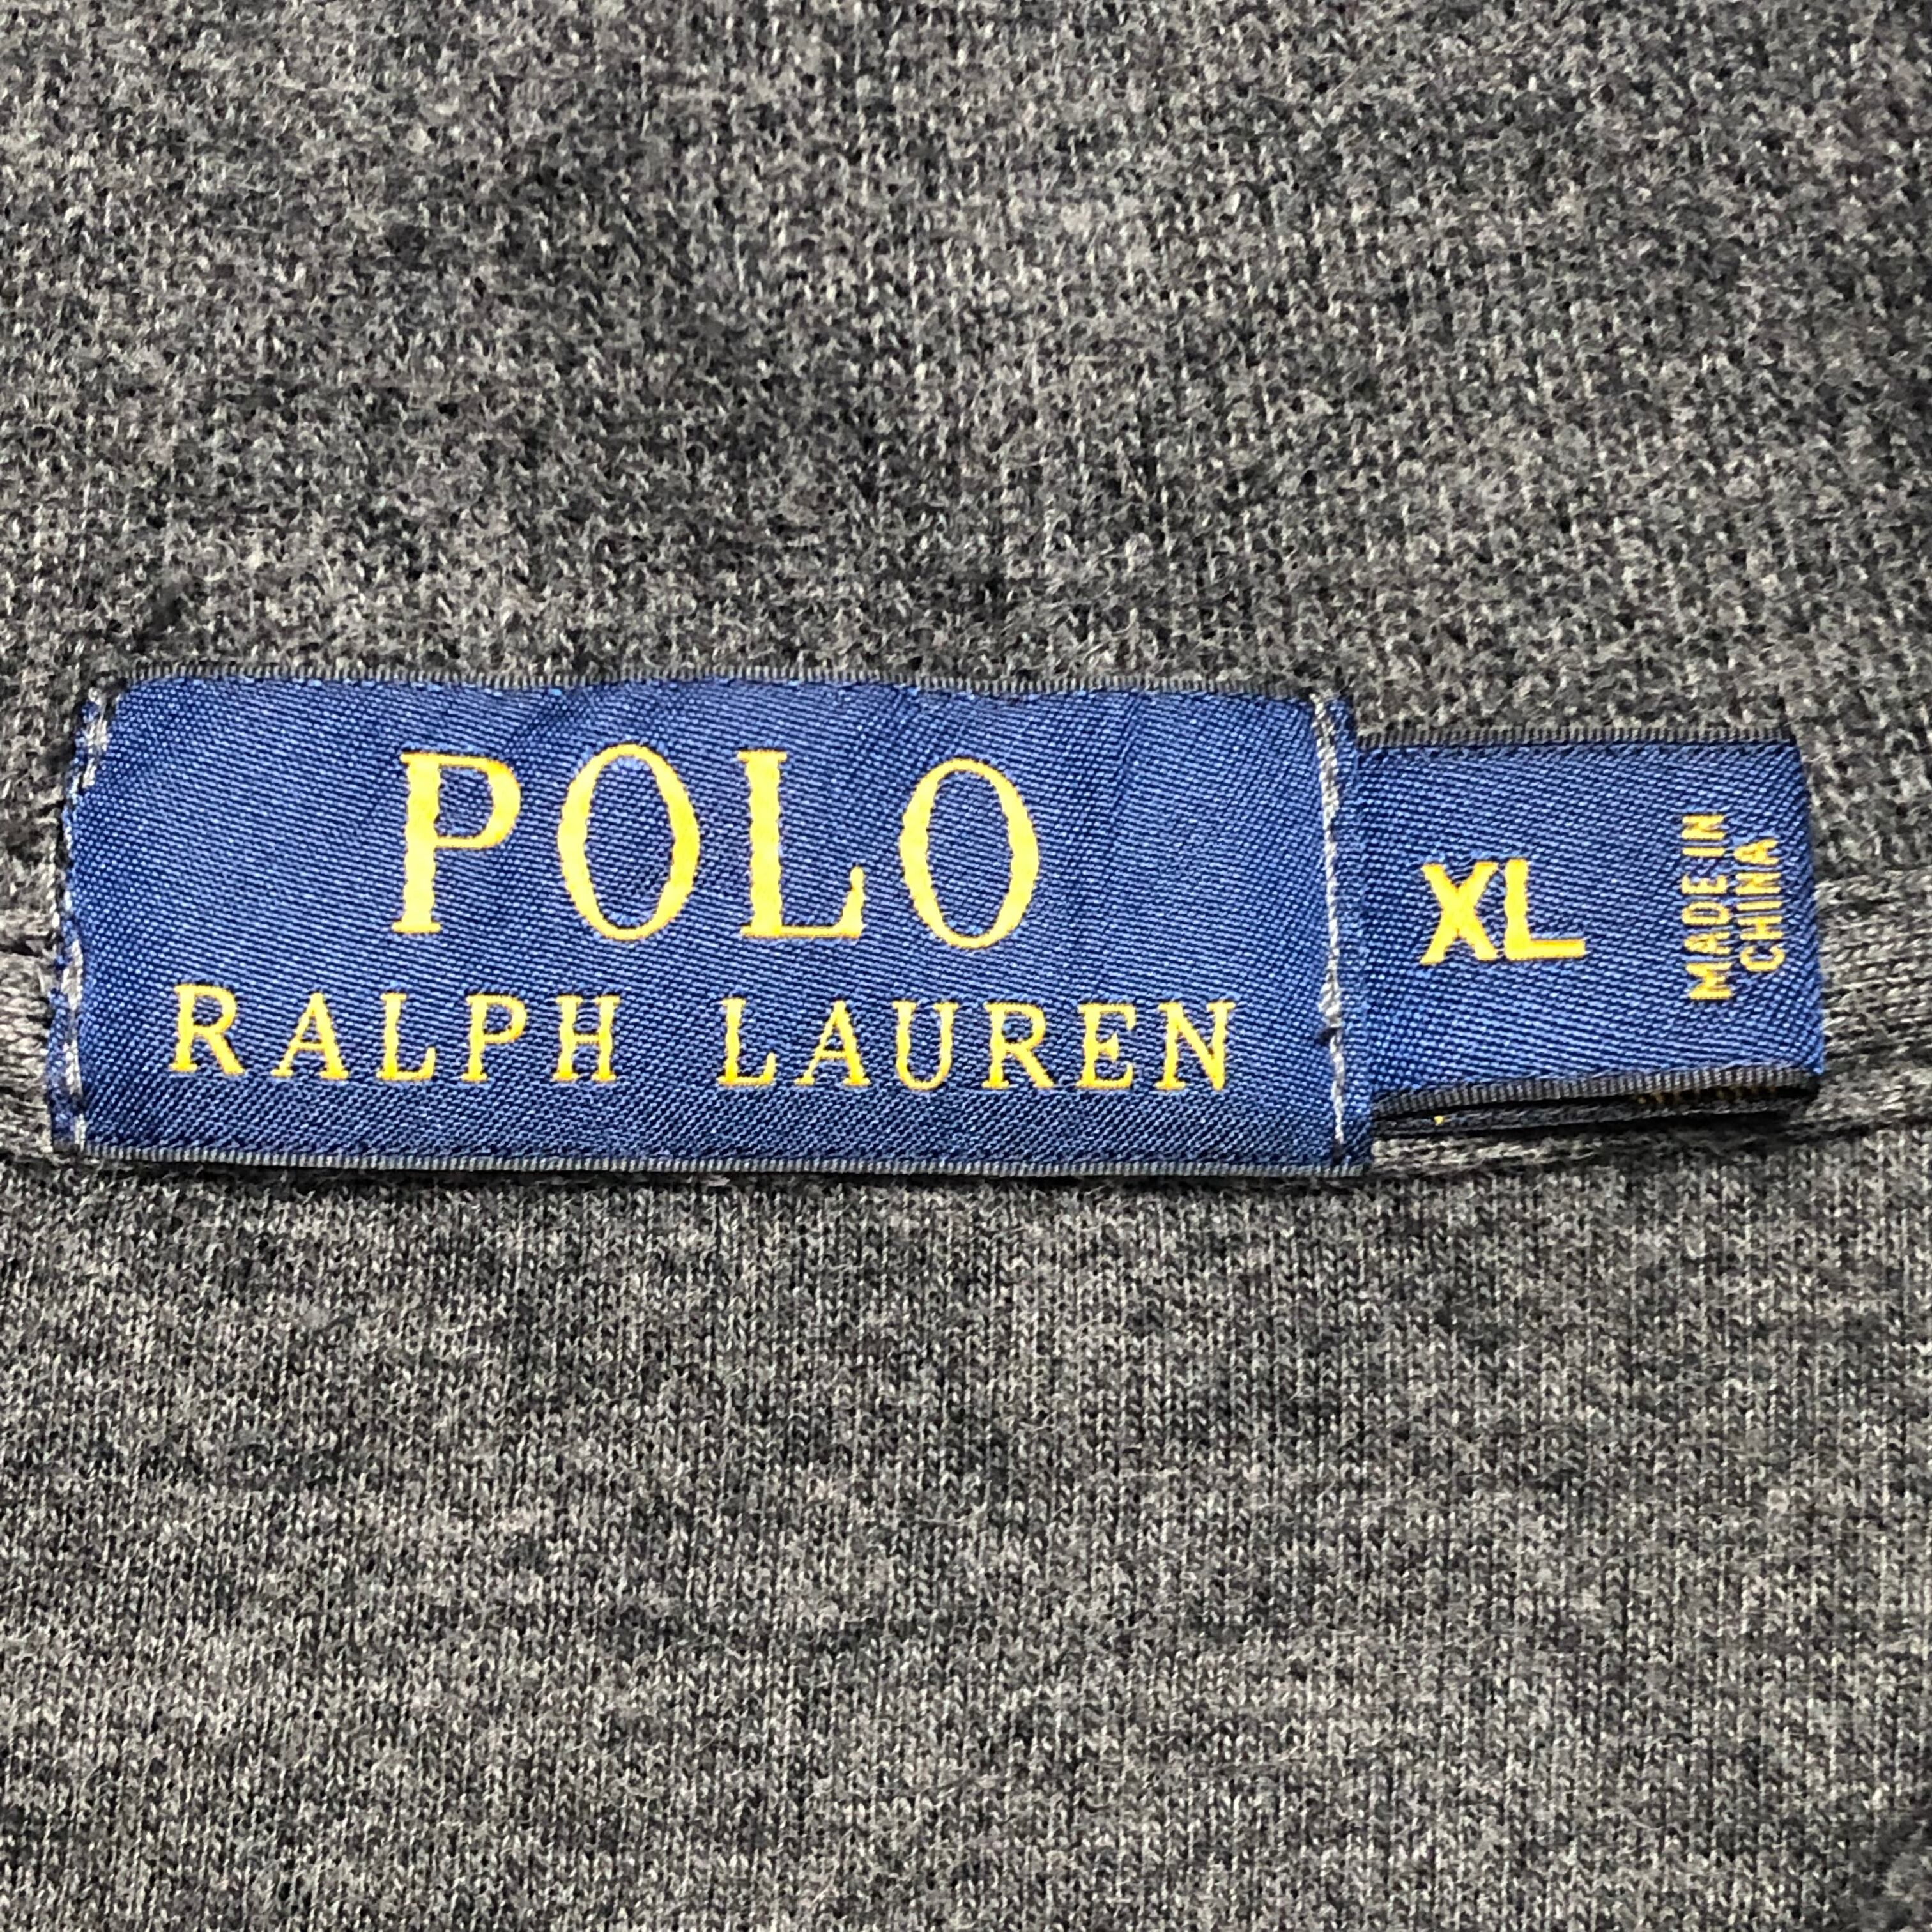 POLO
RALPH LAUREN
XL
MADE IN
CHINA